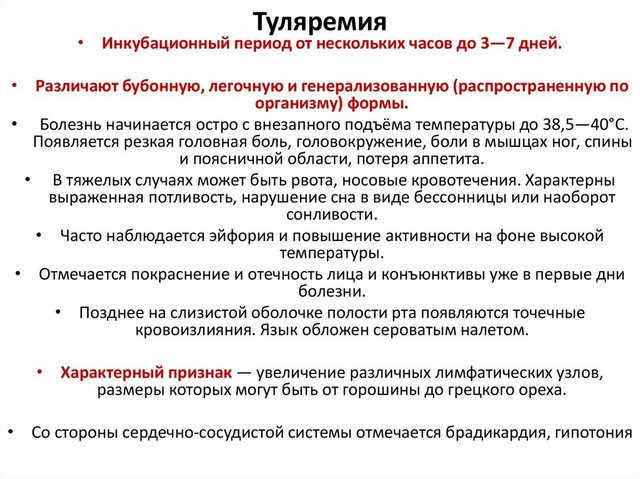 Туляремия
• Инкубационный период от нескольких часов до 3—7 дней.
• Различают бубонную, легочную и генерализованную (распространенную по
организму) формы.
• Болезнь начинается остро с внезапного подъёма температуры до 38,5—40°С.
Появляется резкая головная боль, головокружение, боли в мышцах ног, спины
и поясничной области, потеря аппетита.
• В тяжелых случаях может быть рвота, носовые кровотечения. Характерны
выраженная потливость, нарушение сна в виде бессонницы или наоборот
сонливости.
• Часто наблюдается эйфория и повышение активности на фоне высокой
температуры.
• Отмечается покраснение и отечность лица и конъюнктивы уже в первые дни
болезни.
• Позднее на слизистой оболочке полости рта появляются точечные
кровоизлияния. Язык обложен сероватым налетом.
• Характерный признак — увеличение различных лимфатических узлов,
размеры которых могут быть от горошины до грецкого ореха.
• Со стороны сердечно-сосудистой системы отмечается брадикардия, гипотония